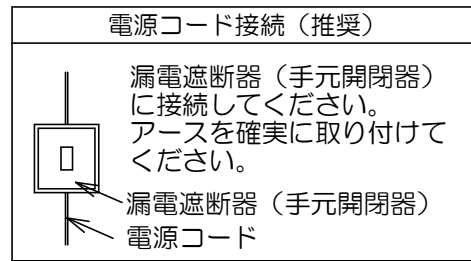 電源コード接続（推奨）
漏電遮断器（手元開閉器）
に接続してください。
アースを確実に取り付けて
ください。
漏電遮断器（手元開閉器）
電源コード